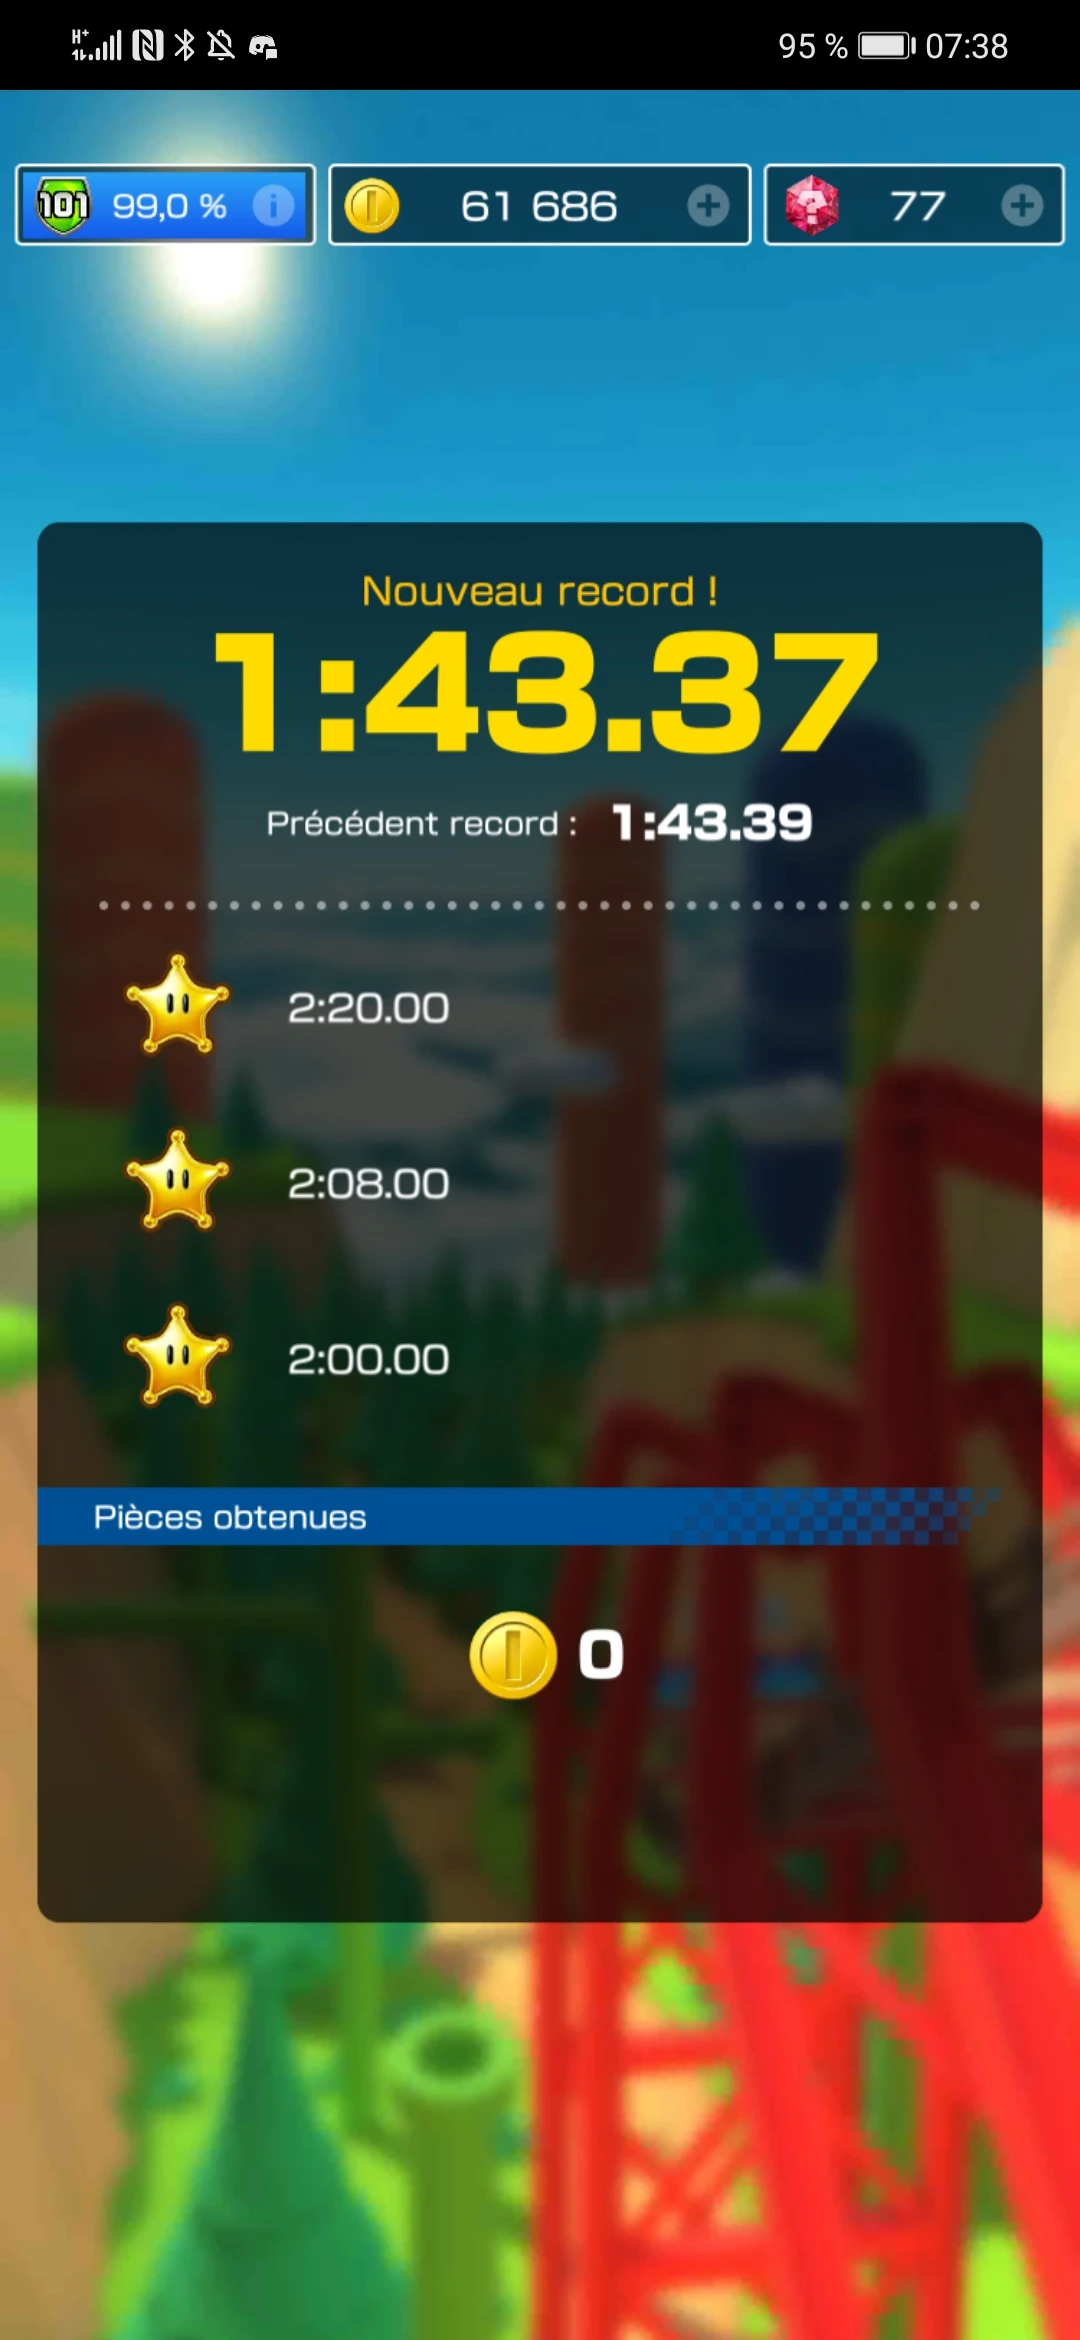 H+ 95 % 07:38
101 99,0 % i 61 686 + ? 77 +
Nouveau record !
1:43.37
Précédent record : 1:43.39
2:20.00
2:08.00
2:00.00
Pièces obtenues
0